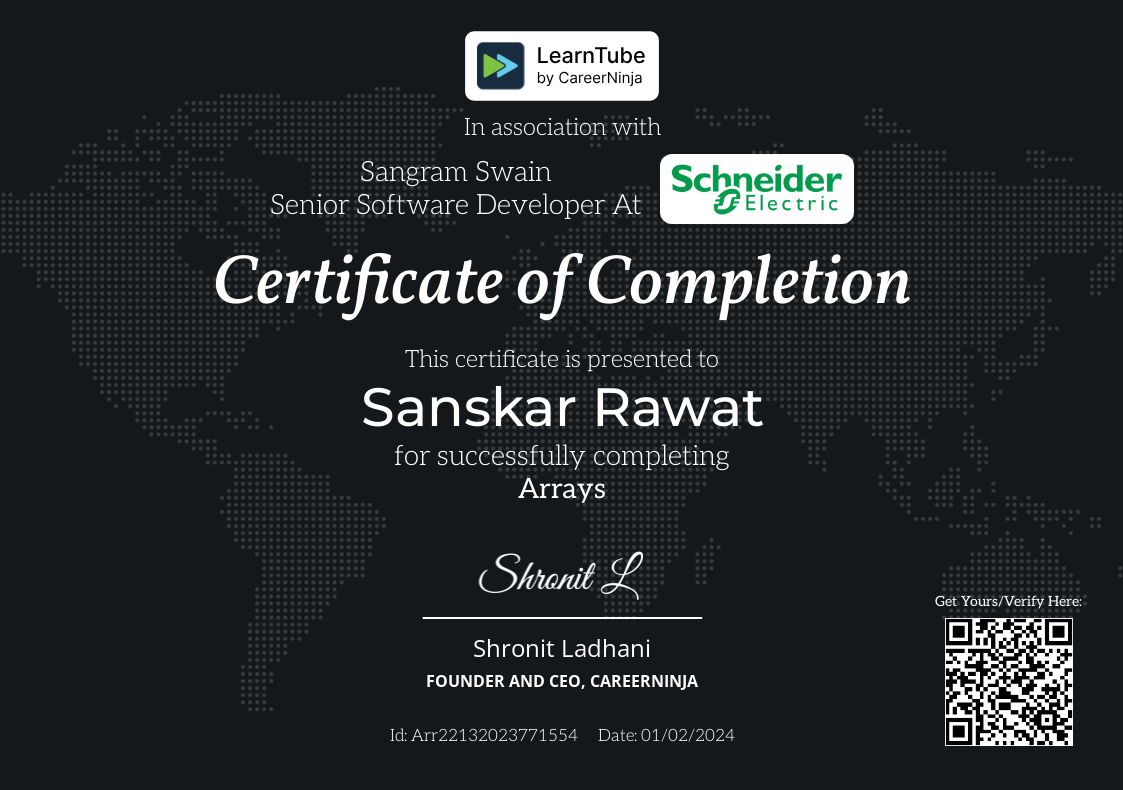 LearnTube
by CareerNinja
In association with
Sangram Swain
Senior Software Developer At
Schneider
Electric
Certificate of Completion
This certificate is presented to
Sanskar Rawat
for successfully completing
Arrays
Shronit L
Shronit Ladhani
FOUNDER AND CEO, CAREERNINJA
Get Yours/Verify Here:
Id: Arr22132023771554 Date: 01/02/2024